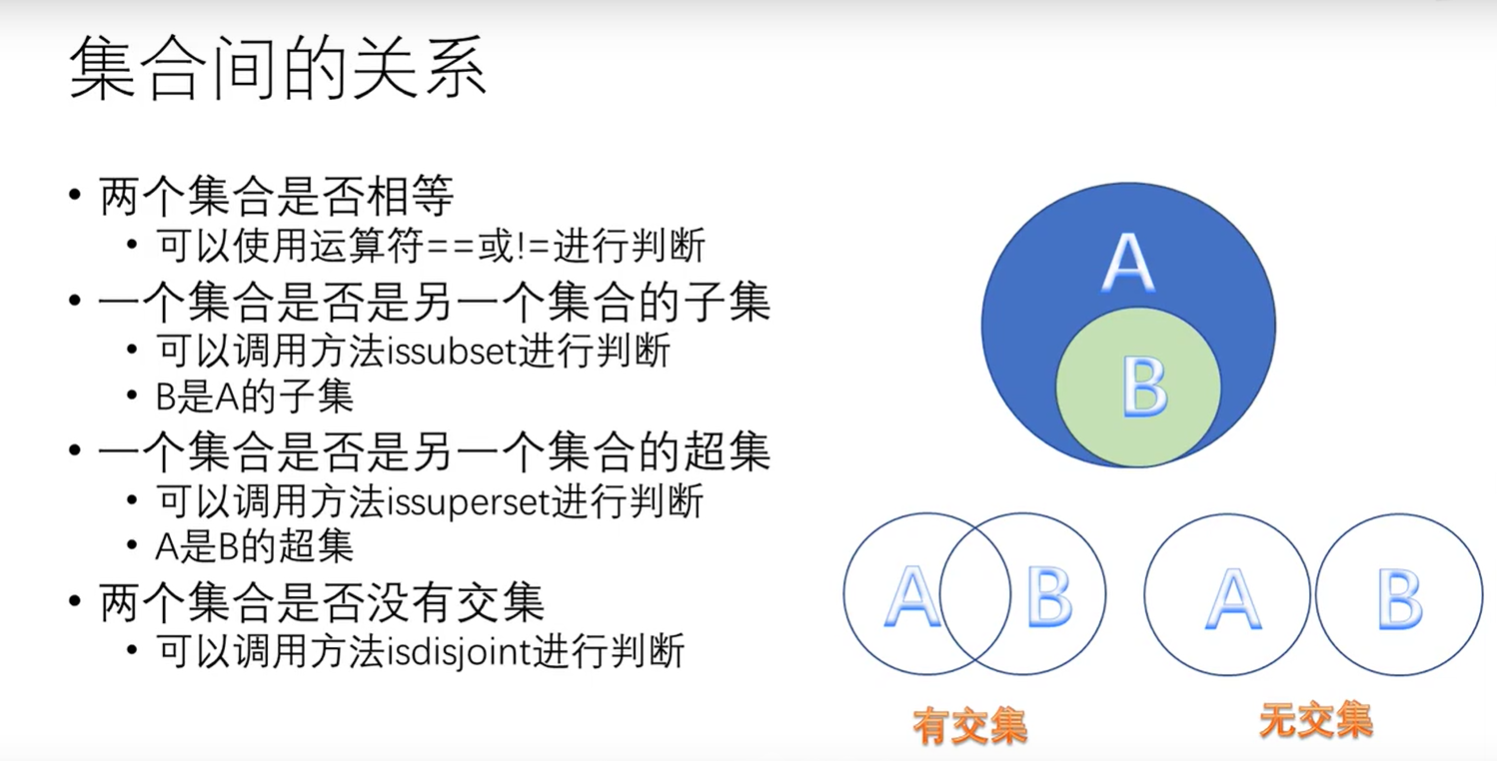 集合间的关系
• 两个集合是否相等
• 可以使用运算符==或!=进行判断
• 一个集合是否是另一个集合的子集
• 可以调用方法issubset进行判断
• B是A的子集
• 一个集合是否是另一个集合的超集
• 可以调用方法issuperset进行判断
• A是B的超集
• 两个集合是否没有交集
• 可以调用方法isdisjoint进行判断
A
B
A B
A B
有交集
无交集